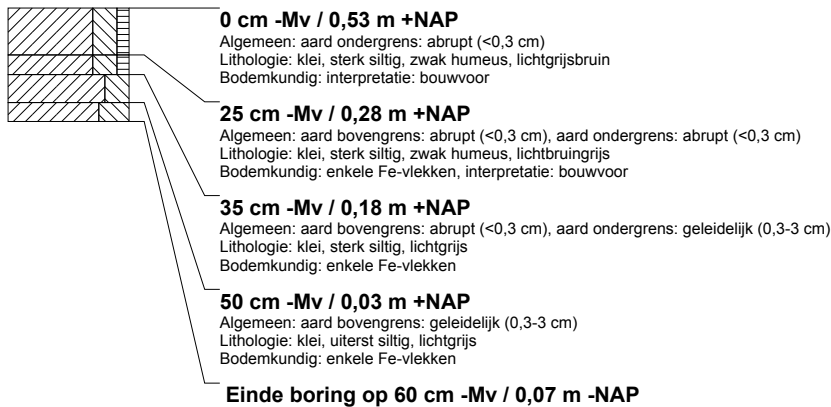 0 cm -Mv / 0,53 m +NAP
Algemeen: aard ondergrens: abrupt (<0,3 cm)
Lithologie: klei, sterk siltig, zwak humeus, lichtgrijsbruin
Bodemkundig: interpretatie: bouwvoor
25 cm -Mv / 0,28 m +NAP
Algemeen: aard bovengrens: abrupt (<0,3 cm), aard ondergrens: abrupt (<0,3 cm)
Lithologie: klei, sterk siltig, zwak humeus, lichtbruingrijs
Bodemkundig: enkele Fe-vlekken, interpretatie: bouwvoor
35 cm -Mv / 0,18 m +NAP
Algemeen: aard bovengrens: abrupt (<0,3 cm), aard ondergrens: geleidelijk (0,3-3 cm)
Lithologie: klei, sterk siltig, lichtgrijs
Bodemkundig: enkele Fe-vlekken
50 cm -Mv / 0,03 m +NAP
Algemeen: aard bovengrens: geleidelijk (0,3-3 cm)
Lithologie: klei, uiterst siltig, lichtgrijs
Bodemkundig: enkele Fe-vlekken
Einde boring op 60 cm -Mv / 0,07 m -NAP